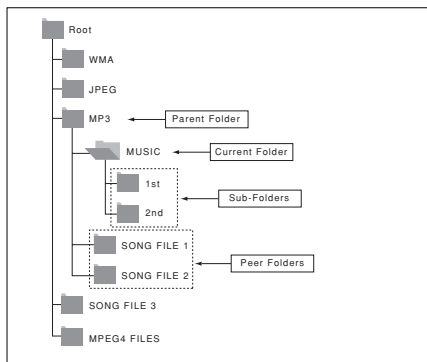 Root
WMA
JPEG
MP3
Parent Folder
MUSIC
Current Folder
1st
Sub-Folders
2nd
SONG FILE 1
Peer Folders
SONG FILE 2
SONG FILE 3
MPEG4 FILES